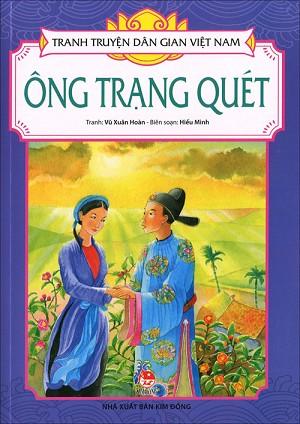 TRANH TRUYỆN DÂN GIAN VIỆT NAM
ÔNG TRẠNG QUÉT
Tranh: Vũ Xuân Hoàn - Biên soạn: Hiếu Minh
NHÀ XUẤT BẢN KIM ĐỒNG